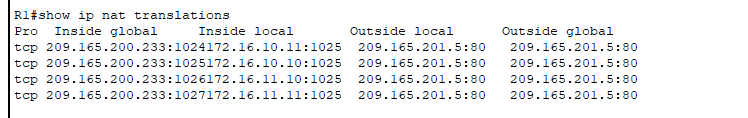 R1#show ip nat translations
Pro  Inside global     Inside local       Outside local      Outside global
tcp 209.165.200.233:1024172.16.10.11:1025  209.165.201.5:80   209.165.201.5:80
tcp 209.165.200.233:1025172.16.10.10:1025  209.165.201.5:80   209.165.201.5:80
tcp 209.165.200.233:1026172.16.11.10:1025  209.165.201.5:80   209.165.201.5:80
tcp 209.165.200.233:1027172.16.11.11:1025  209.165.201.5:80   209.165.201.5:80